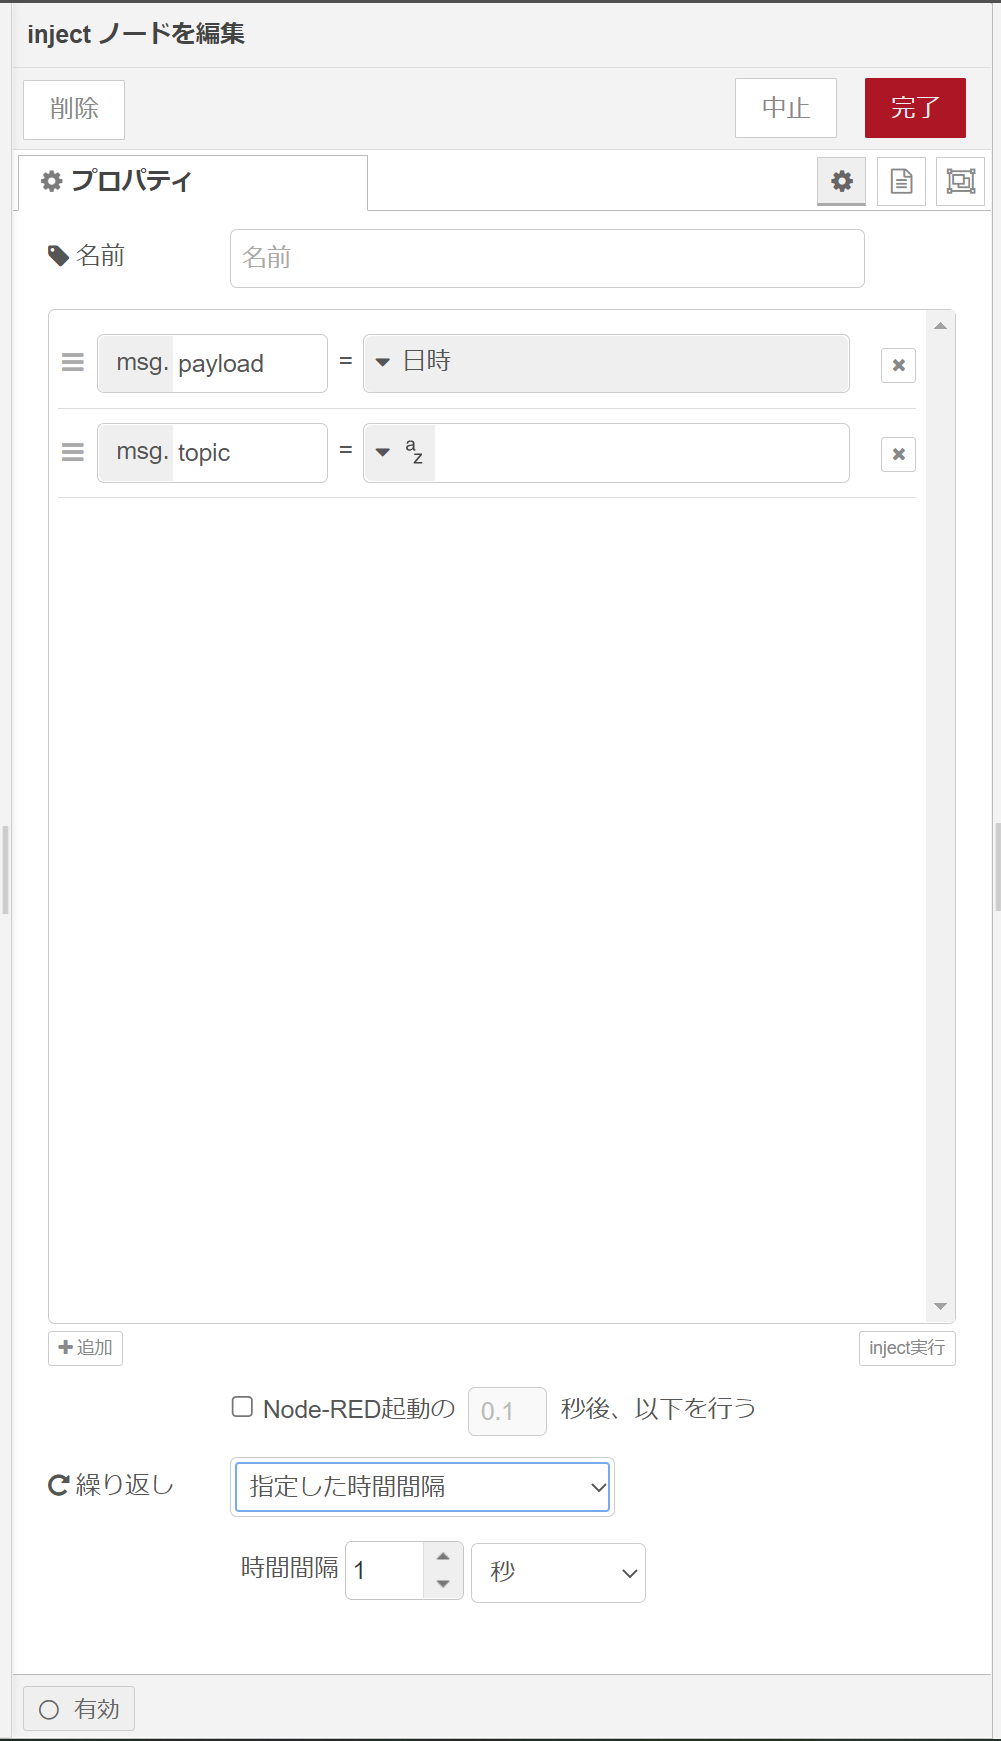 inject ノードを編集
削除 中止 完了
プロパティ
名前 名前
msg. payload = 日時
msg. topic = a z
追加 inject実行
Node-RED起動の 0.1 秒後、以下を行う
繰り返し 指定した時間間隔
時間間隔 1 秒
有効